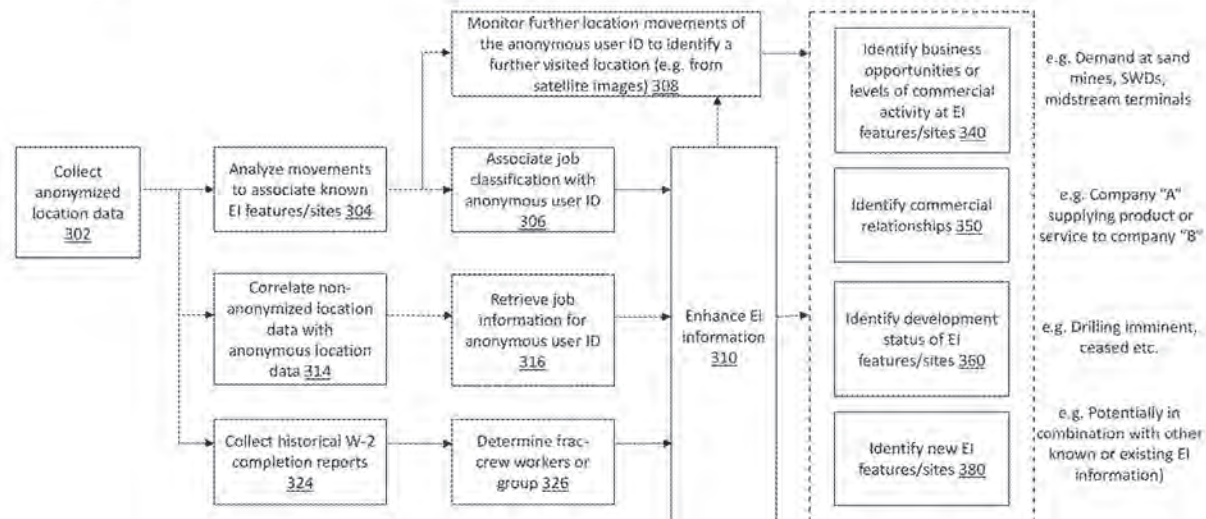 Monitor further location movements of
the anonymous user ID to identify a
further visited location (e.g. from
satellite images) 308
Identify business
opportunities or
levels of commercial
activity at EI
features/sites 340
e.g. Demand at sand
mines, SWDs,
midstream terminals
Collect
anonymized
location data
302
Analyze movements
to associate known
EI features/sites 304
Associate job
classification with
anonymous user ID
306
Identify commercial
relationships 350
e.g. Company "A"
supplying product or
service to company "B"
Correlate non-
anonymized location
data with
anonymous location
data 314
Retrieve job
information for
anonymous user ID
316
Enhance EI
information
310
Identify development
status of EI
features/sites 360
e.g. Drilling imminent,
ceased etc.
Collect historical W-2
completion reports
324
Determine frac-
crew workers or
group 326
Identify new EI
features/sites 380
e.g. Potentially in
combination with other
known or existing EI
information)